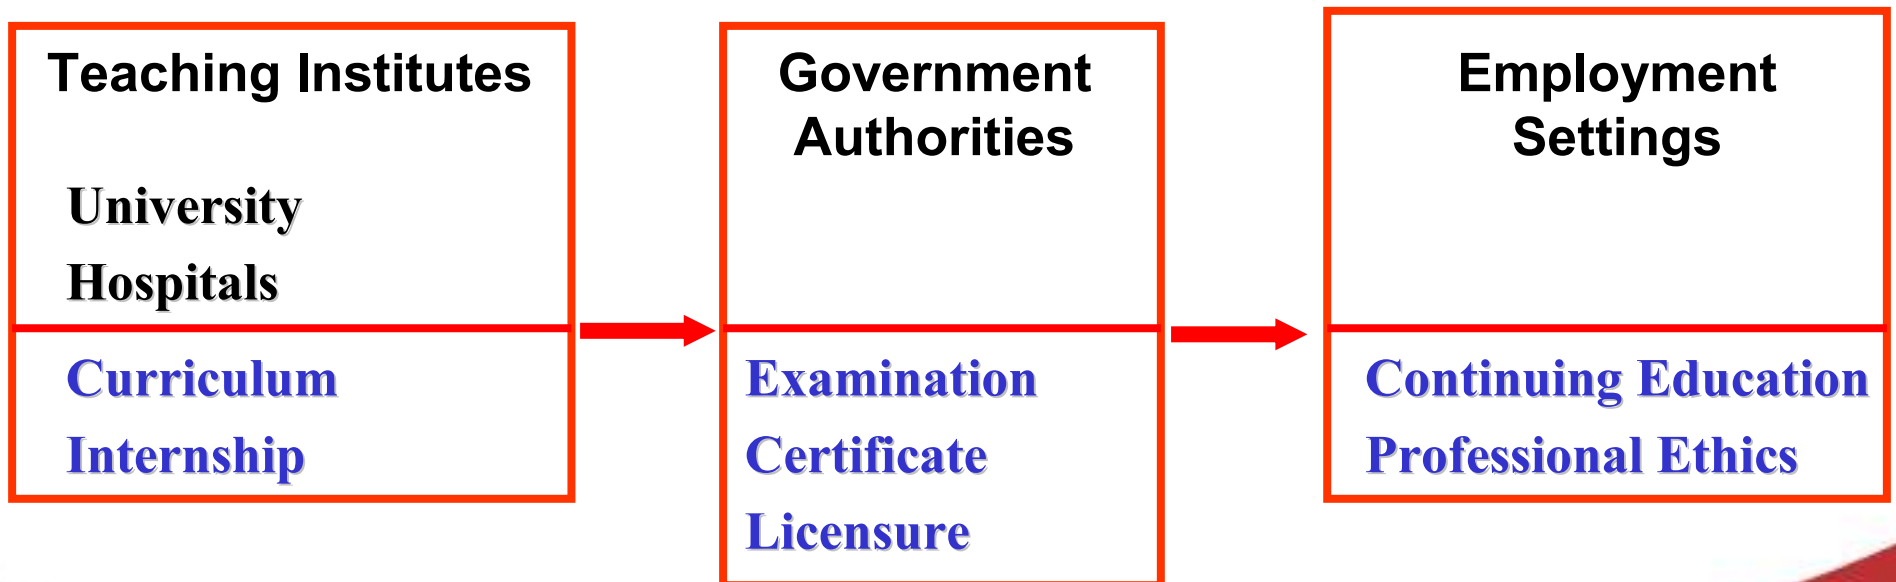 Teaching Institutes
University
Hospitals
Curriculum
Internship
Government
Authorities
Examination
Certificate
Licensure
Employment
Settings
Continuing Education
Professional Ethics